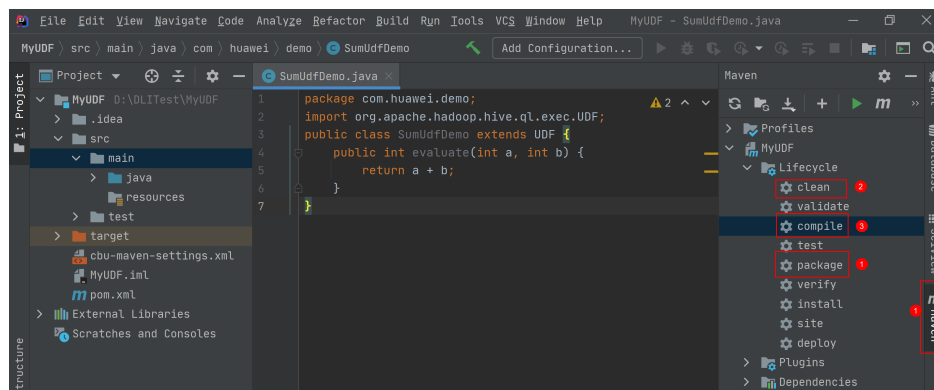 File Edit View Navigate Code Analyze Refactor Build Run Tools VCS Window Help MyUDF - SumUdfDemo.java
MyUDF src main java com huawei demo SumUdfDemo Add Configuration...
1: Project
Project
SumUdfDemo.java
Maven
MyUDF D:\DLITest\MyUDF
.idea
src
main
java
resources
test
target
cbu-maven-settings.xml
MyUDF.iml
pom.xml
External Libraries
Scratches and Consoles
1 package com.huawei.demo;
2 import org.apache.hadoop.hive.ql.exec.UDF;
3 public class SumUdfDemo extends UDF {
4 public int evaluate(int a, int b) {
5 return a + b;
6 }
7 }
2
m
Profiles
MyUDF
Lifecycle
clean 2
validate
compile 3
test
package 1
verify
install
site
deploy
Plugins
Dependencies
1